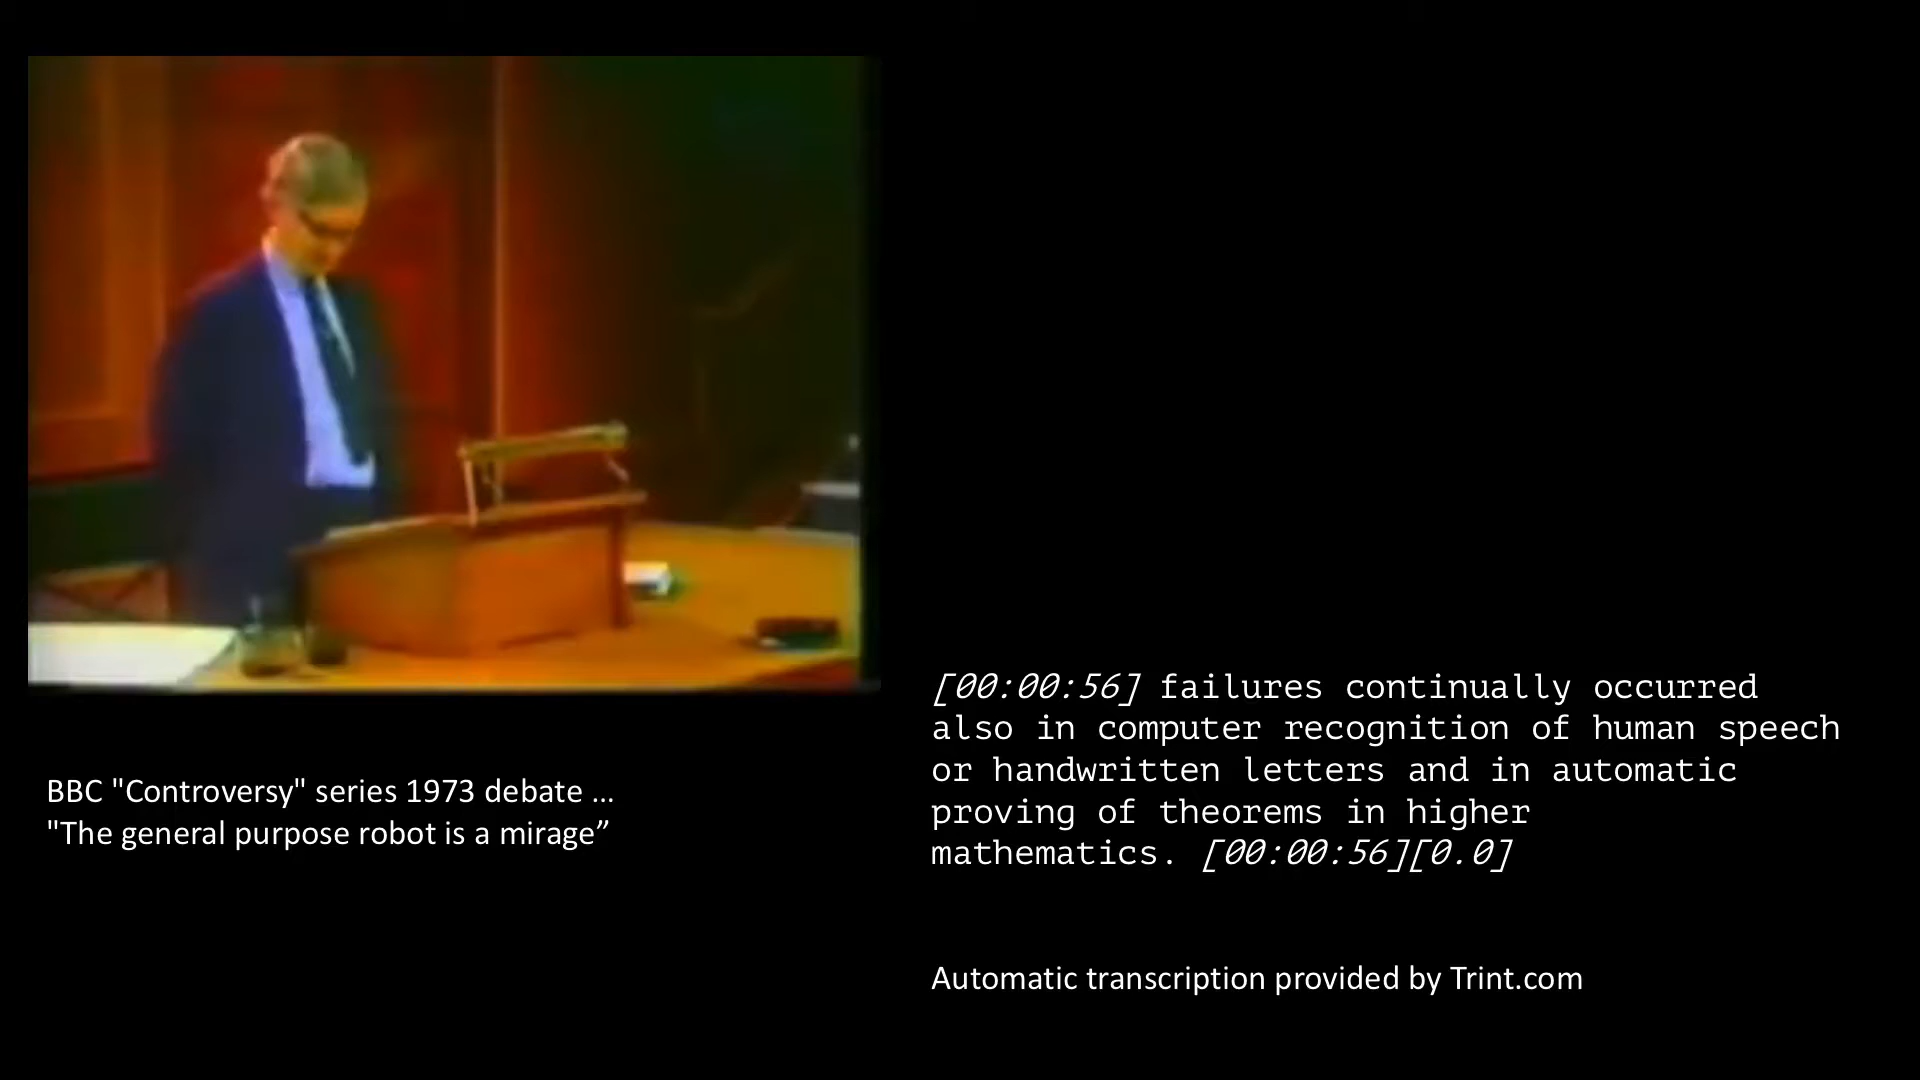 BBC "Controversy" series 1973 debate ...
"The general purpose robot is a mirage”
[00:00:56] failures continually occurred
also in computer recognition of human speech
or handwritten letters and in automatic
proving of theorems in higher
mathematics. [00:00:56][0.0]
Automatic transcription provided by Trint.com